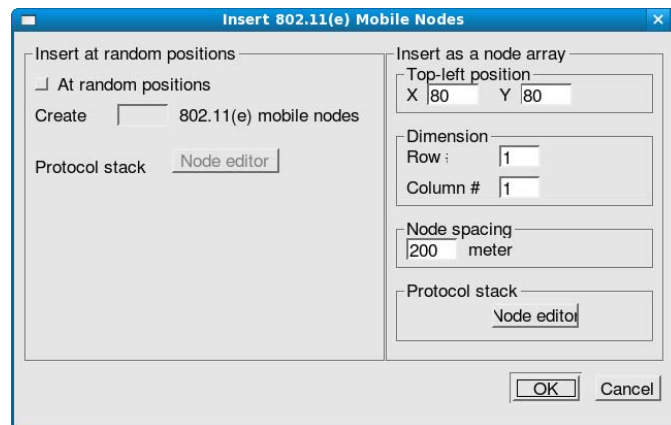 Insert 802.11(e) Mobile Nodes
Insert at random positions
At random positions
Create 802.11(e) mobile nodes
Protocol stack Node editor
Insert as a node array
Top-left position
X 80 Y 80
Dimension
Row 1
Column # 1
Node spacing
200 meter
Protocol stack
Node editor
OK Cancel